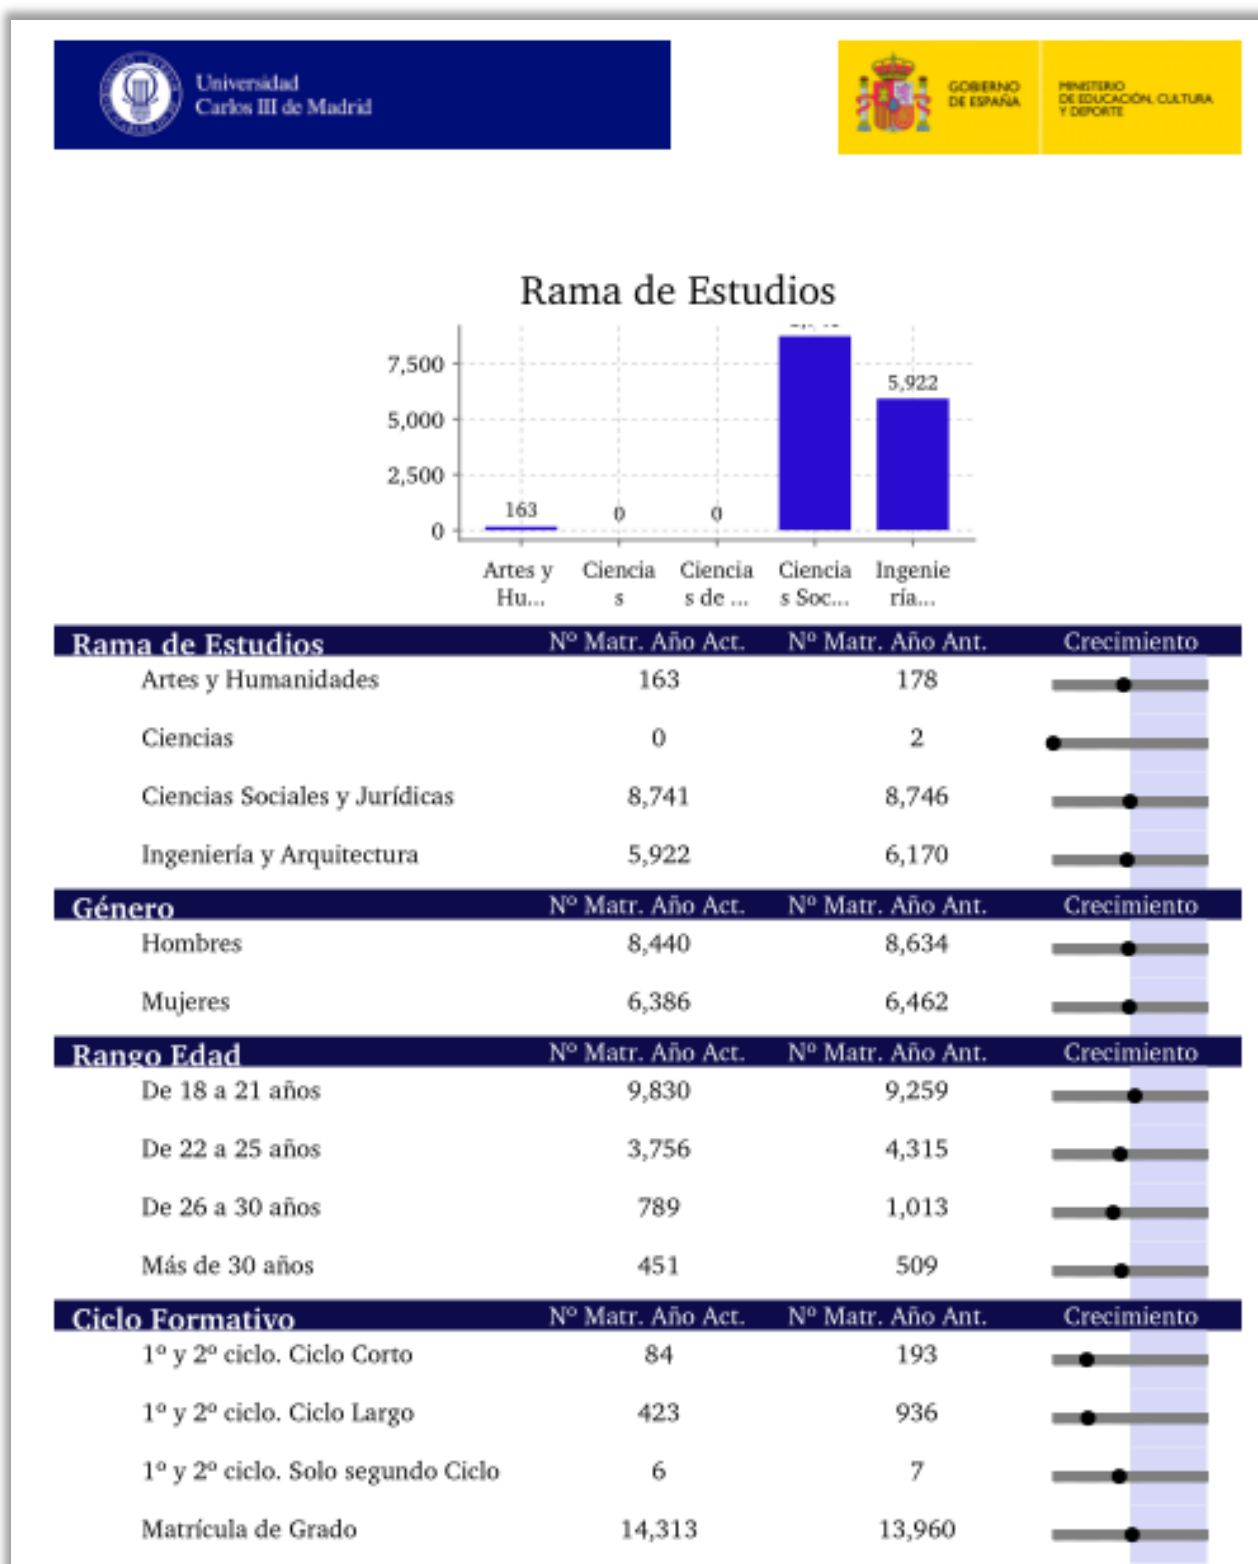 Universidad
Carlos III de Madrid
GOBIERNO
DE ESPAÑA
MINISTERIO
DE EDUCACIÓN, CULTURA
Y DEPORTE
Rama de Estudios
7,500
5,000
2,500
0
163
0
0
5,922
Artes y Hu...
Ciencia s
Ciencia s de ...
Ciencia s Soc...
Ingenie ría...
Rama de Estudios Nº Matr. Año Act. Nº Matr. Año Ant. Crecimiento
Artes y Humanidades 163 178
Ciencias 0 2
Ciencias Sociales y Jurídicas 8,741 8,746
Ingeniería y Arquitectura 5,922 6,170
Género Nº Matr. Año Act. Nº Matr. Año Ant. Crecimiento
Hombres 8,440 8,634
Mujeres 6,386 6,462
Rango Edad Nº Matr. Año Act. Nº Matr. Año Ant. Crecimiento
De 18 a 21 años 9,830 9,259
De 22 a 25 años 3,756 4,315
De 26 a 30 años 789 1,013
Más de 30 años 451 509
Ciclo Formativo Nº Matr. Año Act. Nº Matr. Año Ant. Crecimiento
1º y 2º ciclo. Ciclo Corto 84 193
1º y 2º ciclo. Ciclo Largo 423 936
1º y 2º ciclo. Solo segundo Ciclo 6 7
Matrícula de Grado 14,313 13,960